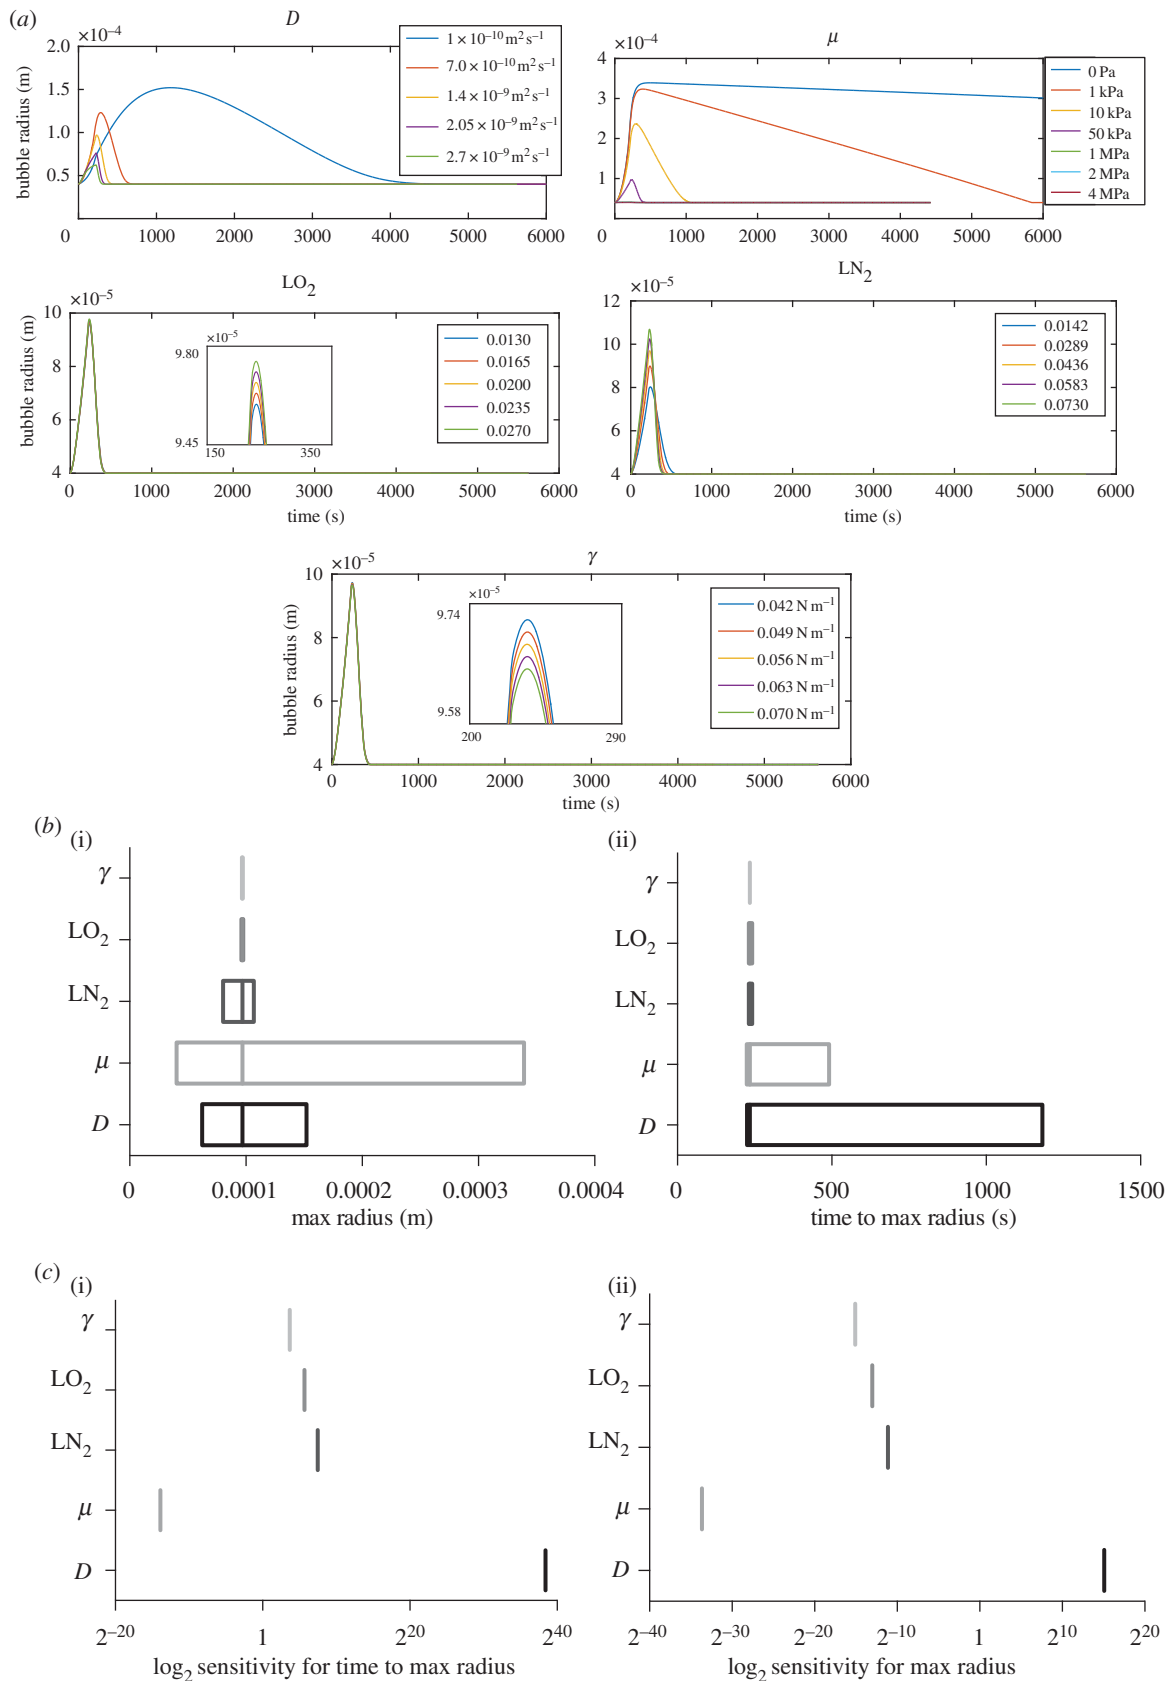 (a)
D
×10⁻⁴
2.0
1.5
1.0
0.5
0
1000
2000
3000
4000
5000
6000
bubble radius (m)
1 × 10⁻¹⁰ m² s⁻¹
7.0 × 10⁻¹⁰ m² s⁻¹
1.4 × 10⁻⁹ m² s⁻¹
2.05 × 10⁻⁹ m² s⁻¹
2.7 × 10⁻⁹ m² s⁻¹
μ
×10⁻⁴
4
3
2
1
0
1000
2000
3000
4000
5000
6000
0 Pa
1 kPa
10 kPa
50 kPa
1 MPa
2 MPa
4 MPa
LO₂
×10⁻⁵
10
8
6
4
0
1000
2000
3000
4000
5000
6000
bubble radius (m)
time (s)
×10⁻⁵
9.80
9.45
150
350
0.0130
0.0165
0.0200
0.0235
0.0270
LN₂
×10⁻⁵
12
10
8
6
4
0
1000
2000
3000
4000
5000
6000
time (s)
0.0142
0.0289
0.0436
0.0583
0.0730
γ
×10⁻⁵
10
8
6
4
0
1000
2000
3000
4000
5000
6000
bubble radius (m)
time (s)
×10⁻⁵
9.74
9.58
200
290
0.042 N m⁻¹
0.049 N m⁻¹
0.056 N m⁻¹
0.063 N m⁻¹
0.070 N m⁻¹
(b)
(i)
γ
LO₂
LN₂
μ
D
0
0.0001
0.0002
0.0003
0.0004
max radius (m)
(ii)
γ
LO₂
LN₂
μ
D
0
500
1000
1500
time to max radius (s)
(c)
(i)
γ
LO₂
LN₂
μ
D
2⁻²⁰
1
2²⁰
2⁴⁰
log₂ sensitivity for time to max radius
(ii)
γ
LO₂
LN₂
μ
D
2⁻⁴⁰
2⁻³⁰
2⁻²⁰
2⁻¹⁰
1
2¹⁰
2²⁰
log₂ sensitivity for max radius